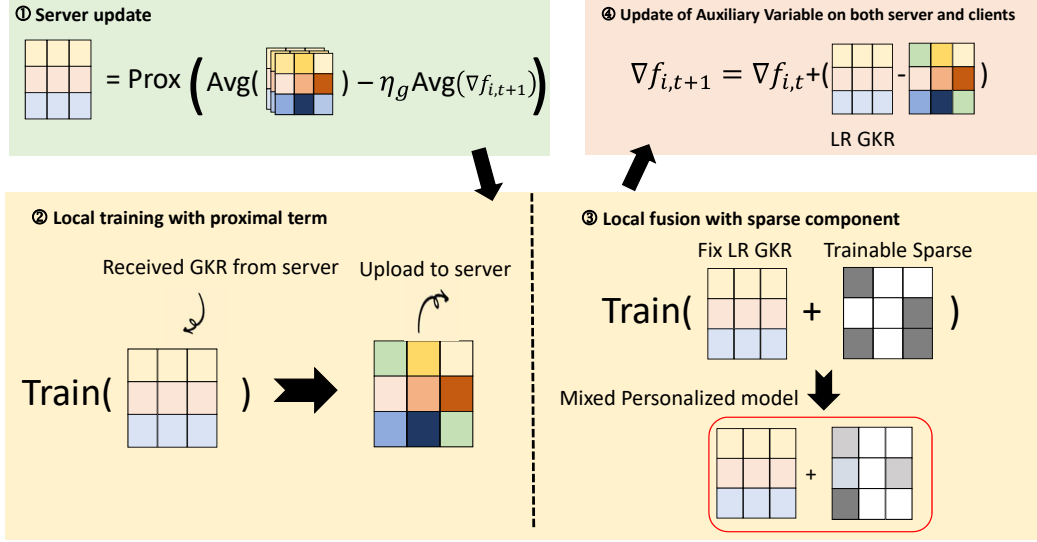 ① Server update
= Prox ( Avg( ) − η_g Avg(∇f_{i,t+1}) )
④ Update of Auxiliary Variable on both server and clients
∇f_{i,t+1} = ∇f_{i,t}+( - )
LR GKR
② Local training with proximal term
Received GKR from server
Upload to server
Train( )
③ Local fusion with sparse component
Fix LR GKR
Trainable Sparse
Train( + )
Mixed Personalized model
+